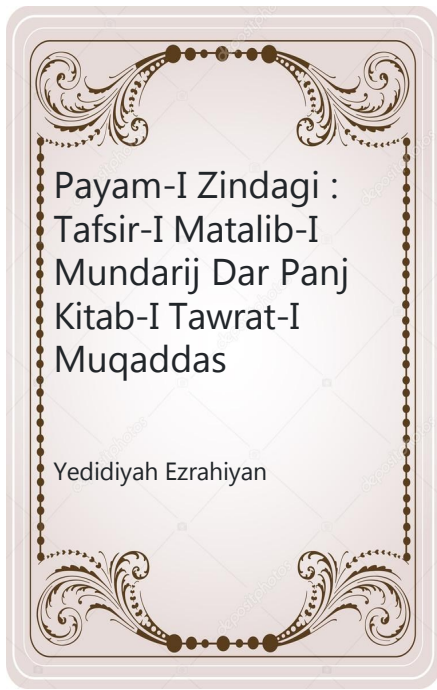 Payam-I Zindagi :
Tafsir-I Matalib-I
Mundarij Dar Panj
Kitab-I Tawrat-I
Muqaddas
Yedidiyah Ezrahiyan